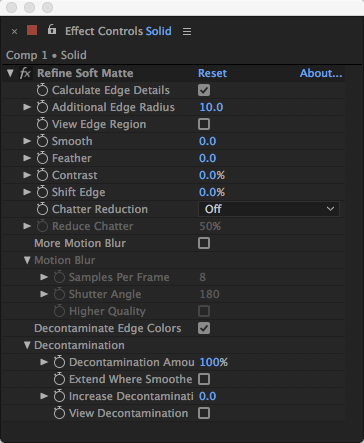 Effect Controls Solid
Comp 1 • Solid
fx Refine Soft Matte Reset About...
Calculate Edge Details
Additional Edge Radius 10.0
View Edge Region
Smooth 0.0
Feather 0.0
Contrast 0.0%
Shift Edge 0.0%
Chatter Reduction Off
Reduce Chatter 50%
More Motion Blur
Motion Blur
Samples Per Frame 8
Shutter Angle 180
Higher Quality
Decontaminate Edge Colors
Decontamination
Decontamination Amou 100%
Extend Where Smoothe
Increase Decontaminati 0.0
View Decontamination